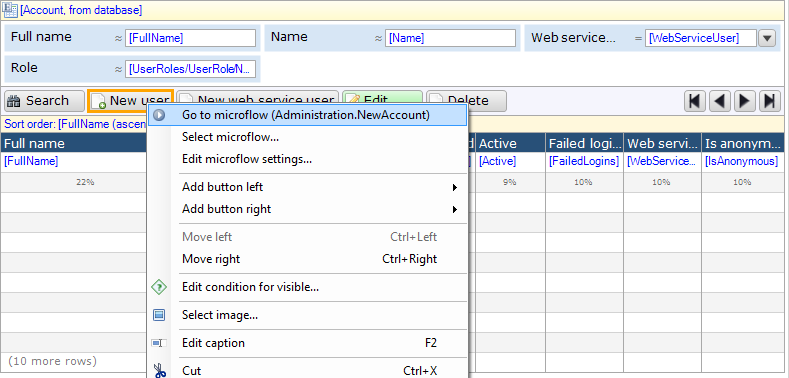 [Account, from database]
Full name ≈ [FullName] Name ≈ [Name] Web service... = [WebServiceUser]
Role ≈ [UserRoles/UserRole/N...
Search New user New web service user Edit Delete
Sort order: [FullName (ascen
Go to microflow (Administration.NewAccount)
Select microflow...
Edit microflow settings...
Add button left
Add button right
Move left Ctrl+Left
Move right Ctrl+Right
Edit condition for visible...
Select image...
Edit caption F2
Cut Ctrl+X
Full name d Active Failed logi... Web servi... Is anonym...
[FullName] ] [Active] [FailedLogins] [WebService... [IsAnonymous]
22% 9% 10% 10% 10%
(10 more rows)